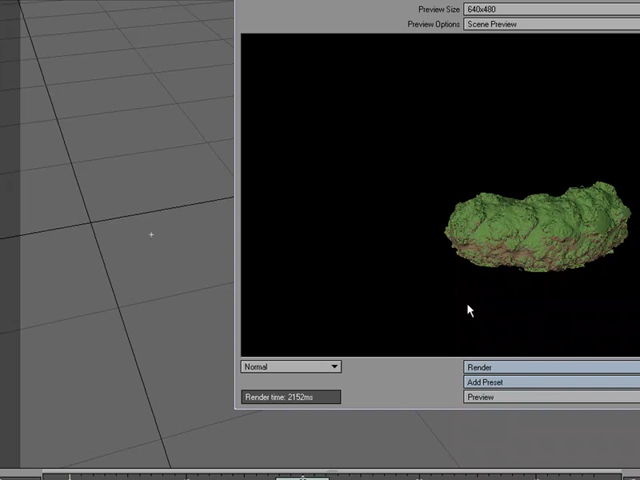 Preview Size 640x480
Preview Options Scene Preview
Normal Render
Add Preset
Render time: 2152ms Preview